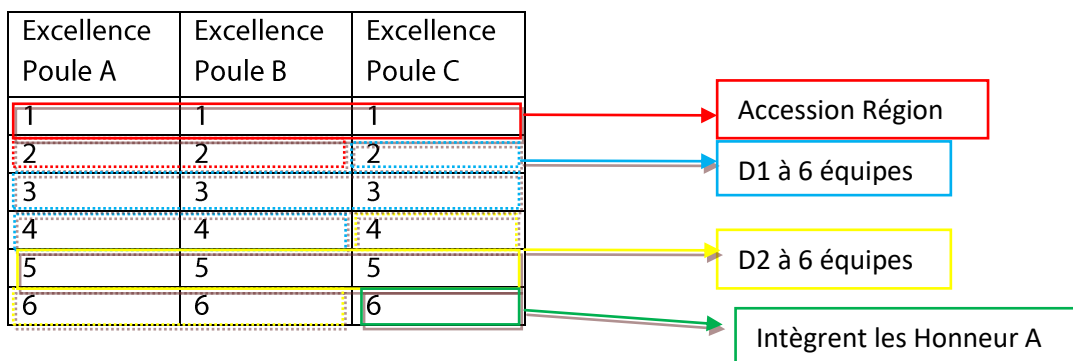 Excellence Excellence Excellence
Poule A Poule B Poule C
1 1 1
2 2 2
3 3 3
4 4 4
5 5 5
6 6 6
Accession Région
D1 à 6 équipes
D2 à 6 équipes
Intègrent les Honneur A